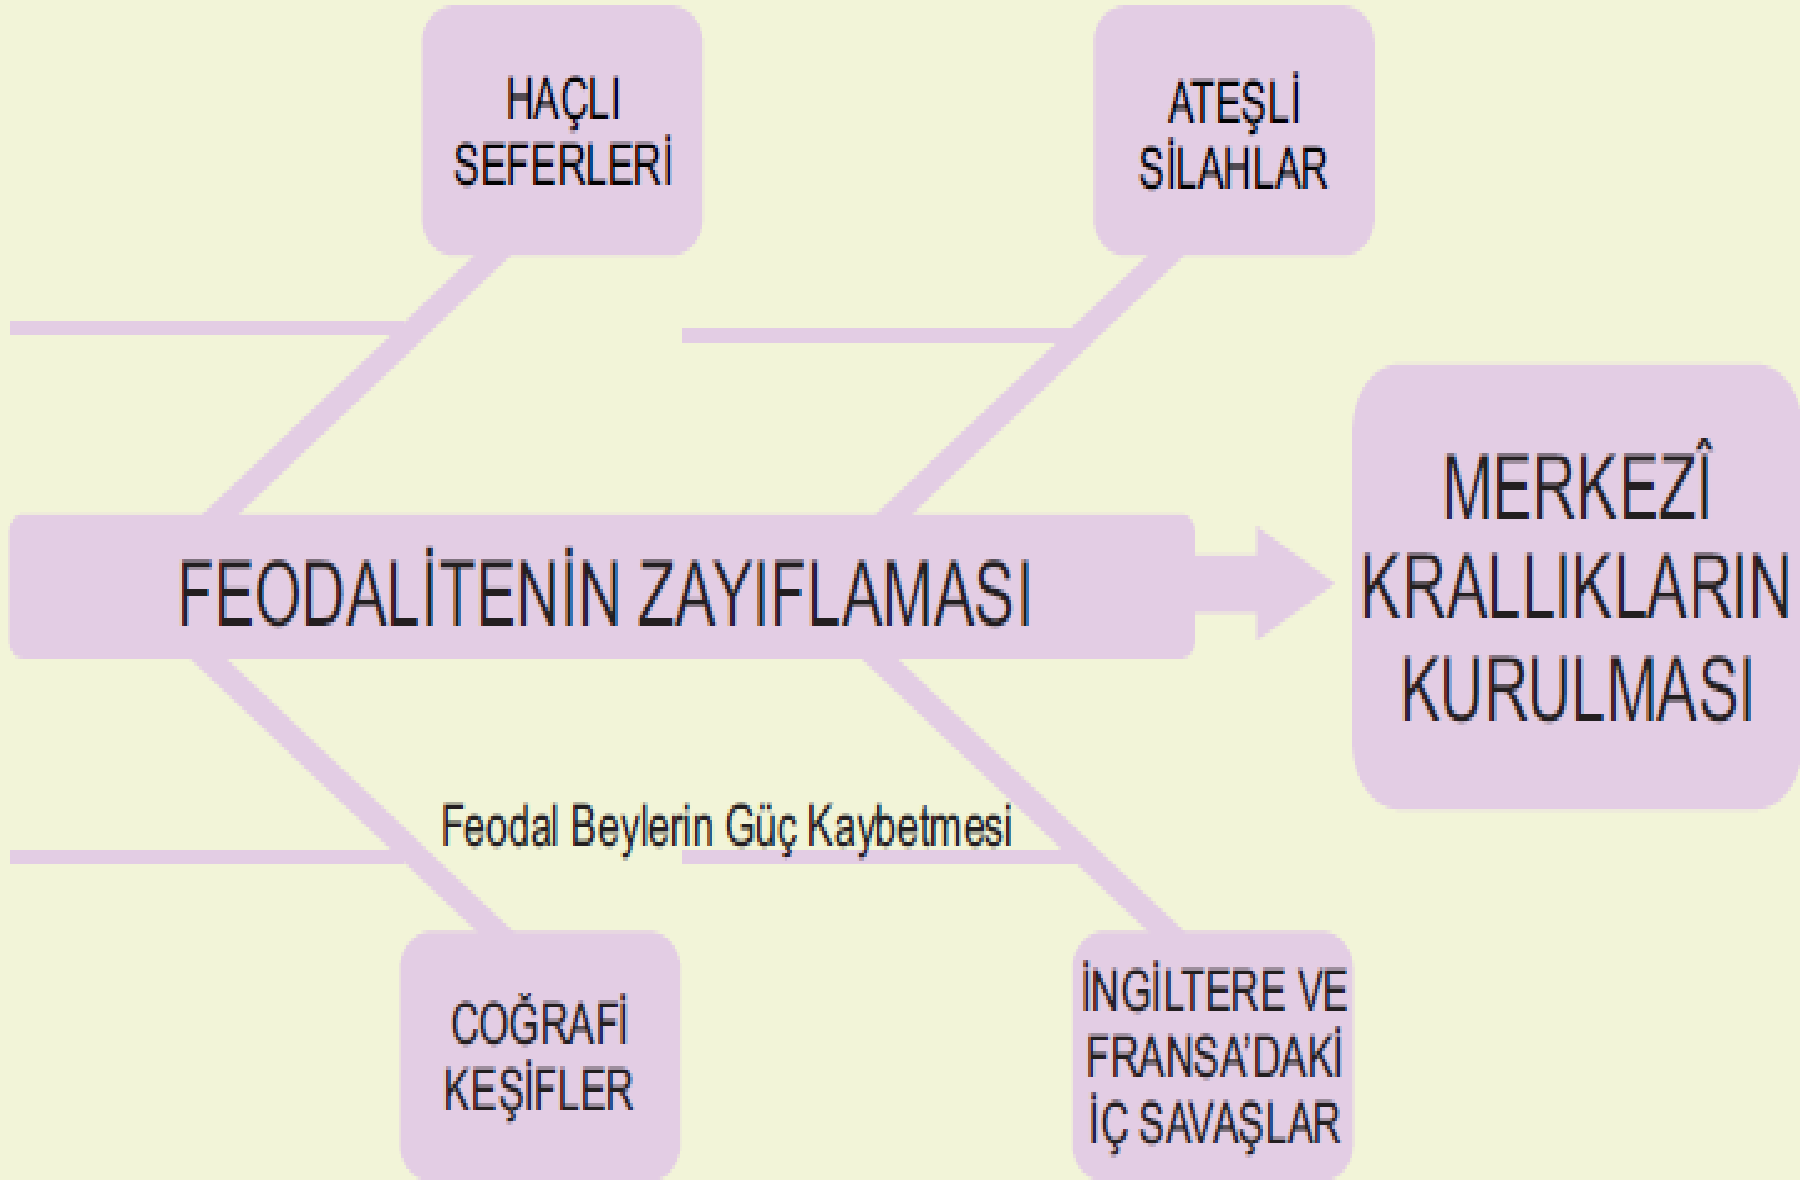 HAÇLI
SEFERLERİ
ATEŞLİ
SİLAHLAR
FEODALİTENİN ZAYIFLAMASI
MERKEZÎ
KRALLIKLARIN
KURULMASI
Feodal Beylerin Güç Kaybetmesi
COĞRAFİ
KEŞİFLER
İNGİLTERE VE
FRANSA'DAKİ
İÇ SAVAŞLAR